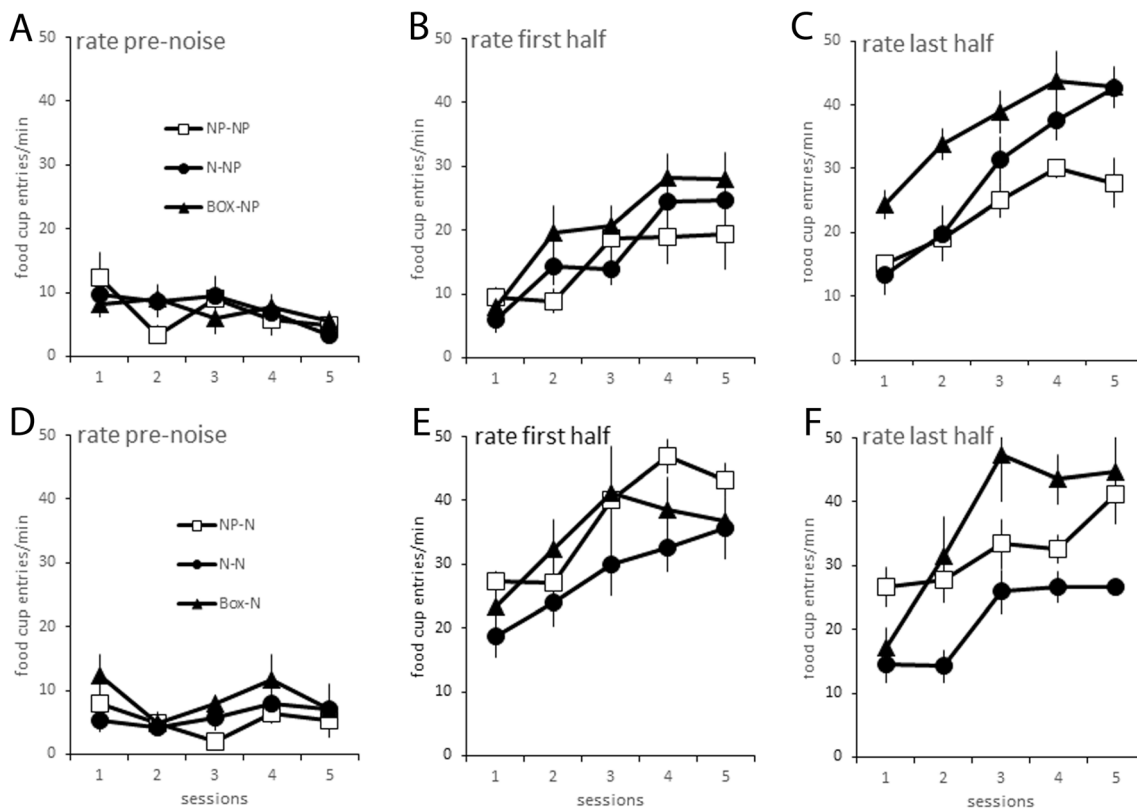 A
rate pre-noise
food cup entries/min
50
40
30
20
10
0
NP-NP
N-NP
BOX-NP
1 2 3 4 5
B
rate first half
food cup entries/min
50
40
30
20
10
0
1 2 3 4 5
C
rate last half
food cup entries/min
50
40
30
20
10
0
1 2 3 4 5
D
rate pre-noise
food cup entries/min
50
40
30
20
10
0
NP-N
N-N
Box-N
1 2 3 4 5
sessions
E
rate first half
food cup entries/min
50
40
30
20
10
0
1 2 3 4 5
sessions
F
rate last half
food cup entries/min
50
40
30
20
10
0
1 2 3 4 5
sessions